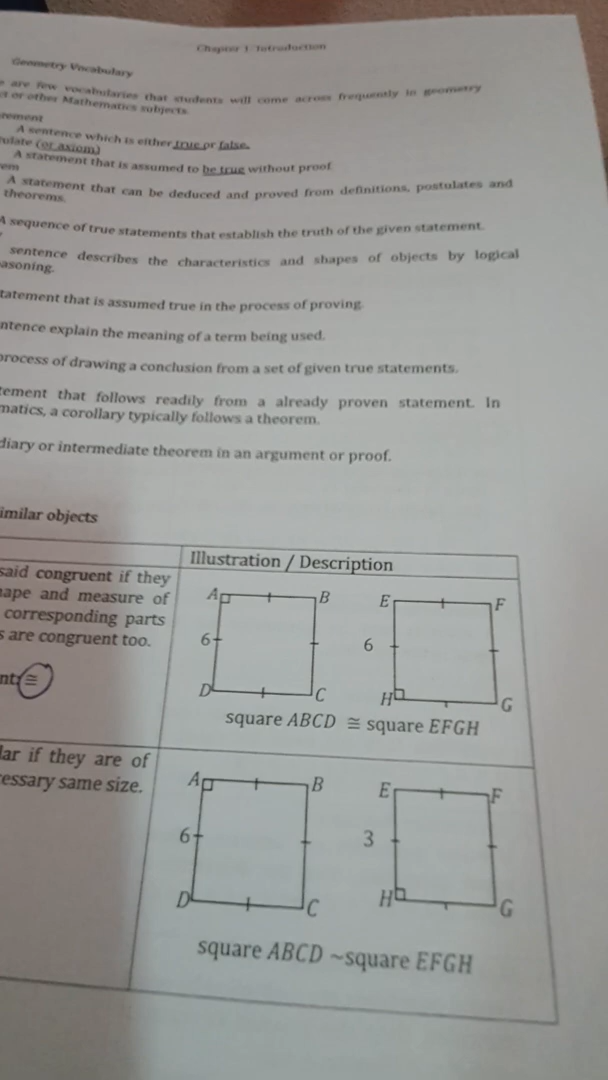 Chapter 1 Introduction
Geometry Vocabulary
are few vocabularies that students will come across frequently in geometry
or other Mathematics subjects.
A sentence which is either true or false.
(or axiom)
A statement that is assumed to be true without proof
A statement that can be deduced and proved from definitions, postulates and
theorems.
A sequence of true statements that establish the truth of the given statement.
sentence describes the characteristics and shapes of objects by logical
asoning.
tatement that is assumed true in the process of proving
ntence explain the meaning of a term being used.
process of drawing a conclusion from a set of given true statements.
tement that follows readily from a already proven statement. In
matics, a corollary typically follows a theorem.
diary or intermediate theorem in an argument or proof.
imilar objects
Illustration / Description
said congruent if they
hape and measure of
corresponding parts
s are congruent too.
nt; ≅
A B E F
6 6
D C H G
square ABCD ≅ square EFGH
lar if they are of
cessary same size.
A B E F
6 3
D C H G
square ABCD ~square EFGH